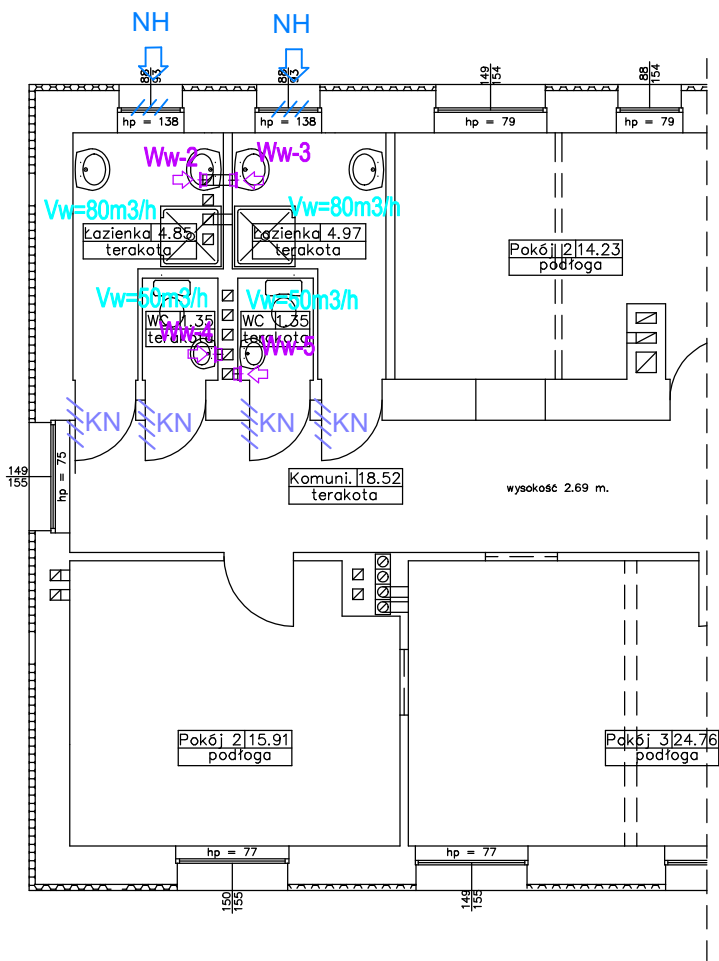 NH NH
88
93
88
93
149
154
88
154
hp = 138
hp = 138
hp = 79
hp = 79
Ww-2
Ww-3
Vw=80m3/h
Vw=80m3/h
Łazienka 4.85
terakota
Łazienka 4.97
terakota
Pokój 2 14.23
podłoga
Vw=50m3/h
Vw=50m3/h
WC 1.35
terakota
WC 1.35
terakota
Ww-4
Ww-5
KN KN KN KN
149
155
hp = 75
Komuni. 18.52
terakota
wysokość 2.69 m.
Pokój 2 15.91
podłoga
Pokój 3 24.76
podłoga
hp = 77
hp = 77
150
155
149
155